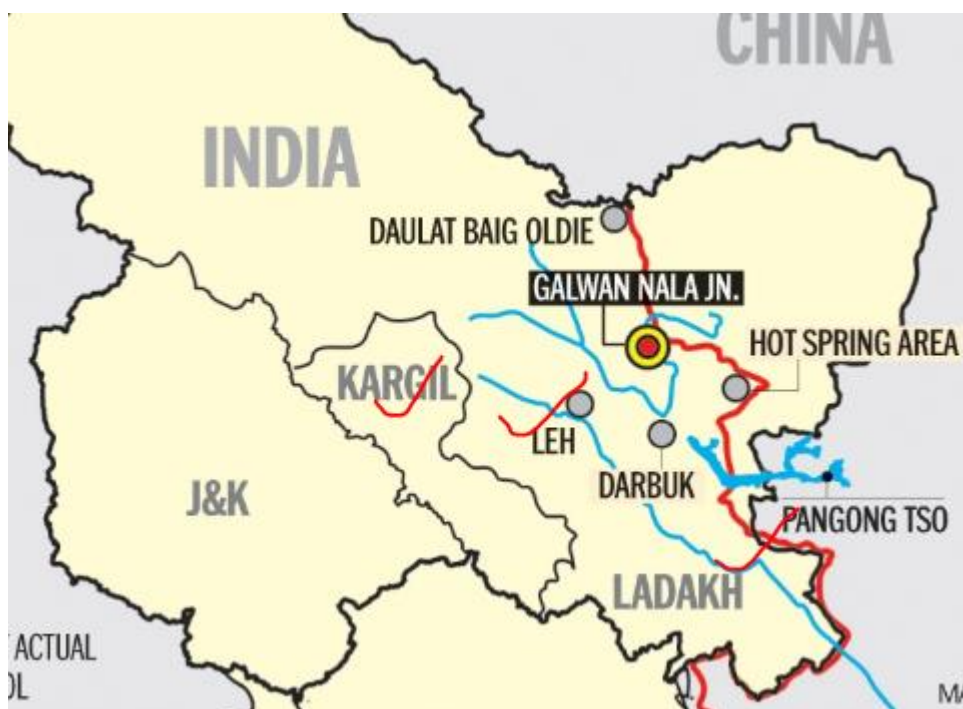 CHINA
INDIA
DAULAT BAIG OLDIE
GALWAN NALA JN.
HOT SPRING AREA
KARGIL
LEH
DARBUK
J&K
PANGONG TSO
LADAKH
ACTUAL